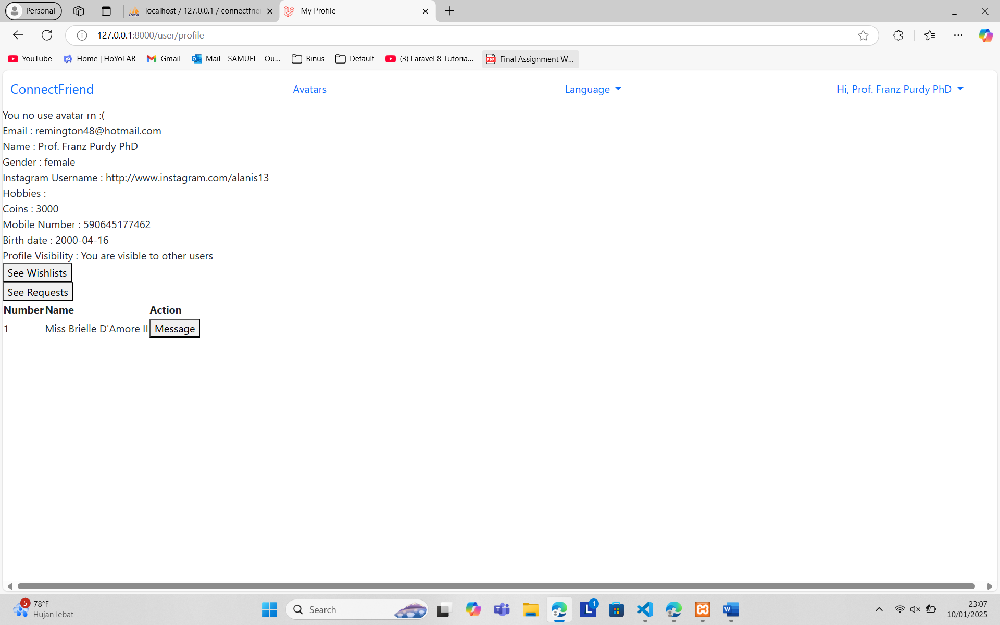 Personal
localhost / 127.0.0.1 / connectfrie
My Profile
127.0.0.1:8000/user/profile
YouTube
Home | HoYoLAB
Gmail
Mail - SAMUEL - Ou...
Binus
Default
(3) Laravel 8 Tutoria...
PDF
Final Assignment W...
ConnectFriend
Avatars
Language
Hi, Prof. Franz Purdy PhD
You no use avatar rn :(
Email : remington48@hotmail.com
Name : Prof. Franz Purdy PhD
Gender : female
Instagram Username : http://www.instagram.com/alanis13
Hobbies :
Coins : 3000
Mobile Number : 590645177462
Birth date : 2000-04-16
Profile Visibility : You are visible to other users
See Wishlists
See Requests
Number Name Action
1 Miss Brielle D'Amore II Message
5
78°F
Hujan lebat
Search
L
1
W
23:07
10/01/2025